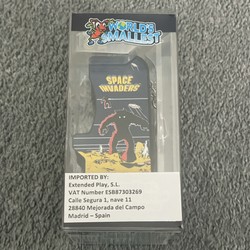 WORLD'S
SMALLEST
SPACE
INVADERS
IMPORTED BY:
Extended Play, S.L.
VAT Number ESB87303269
Calle Segura 1, nave 11
28840 Mejorada del Campo
Madrid – Spain